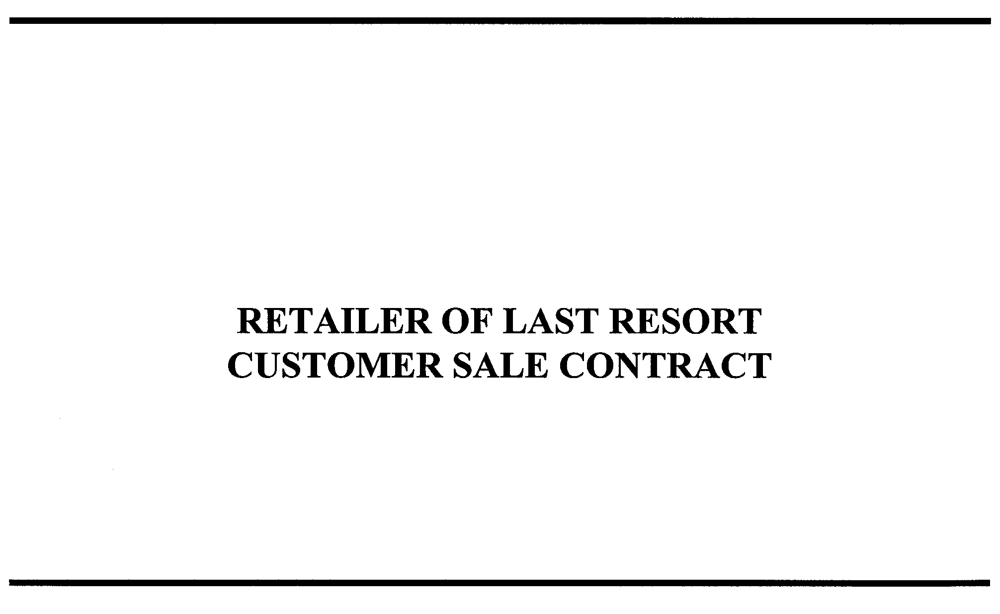 RETAILER OF LAST RESORT
CUSTOMER SALE CONTRACT